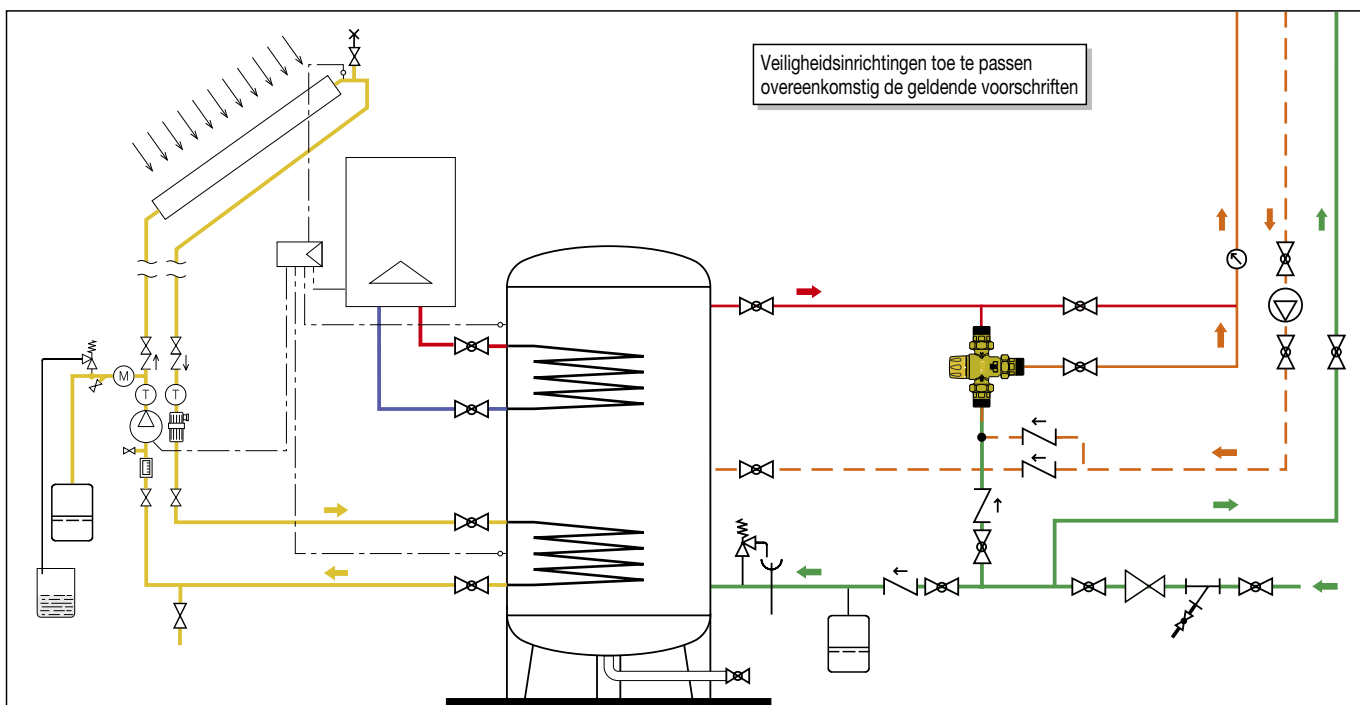 Veiligheidsinrichtingen toe te passen
overeenkomstig de geldende voorschriften
M
T
T